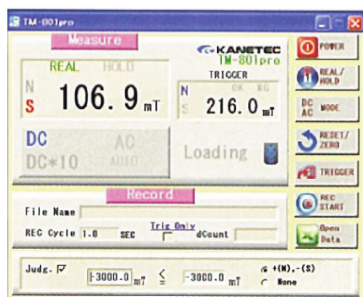 TM-801pro
Measure
REAL HOLD
N
S 106.9 mT
KANETEC
TM-801pro
TRIGGER
OK NG
N
S 216.0 mT
DC AC
DC*10 AUTO
Loading
Record
File Name
REC Cycle 1.0 SEC Trig Only dCount
Judg. -3000.0 mT ≦ -3000.0 mT +(N),-(S)
None
POWER
REAL/
HOLD
DC
AC MODE
RESET/
ZERO
TRIGGER
REC
START
Open
Data